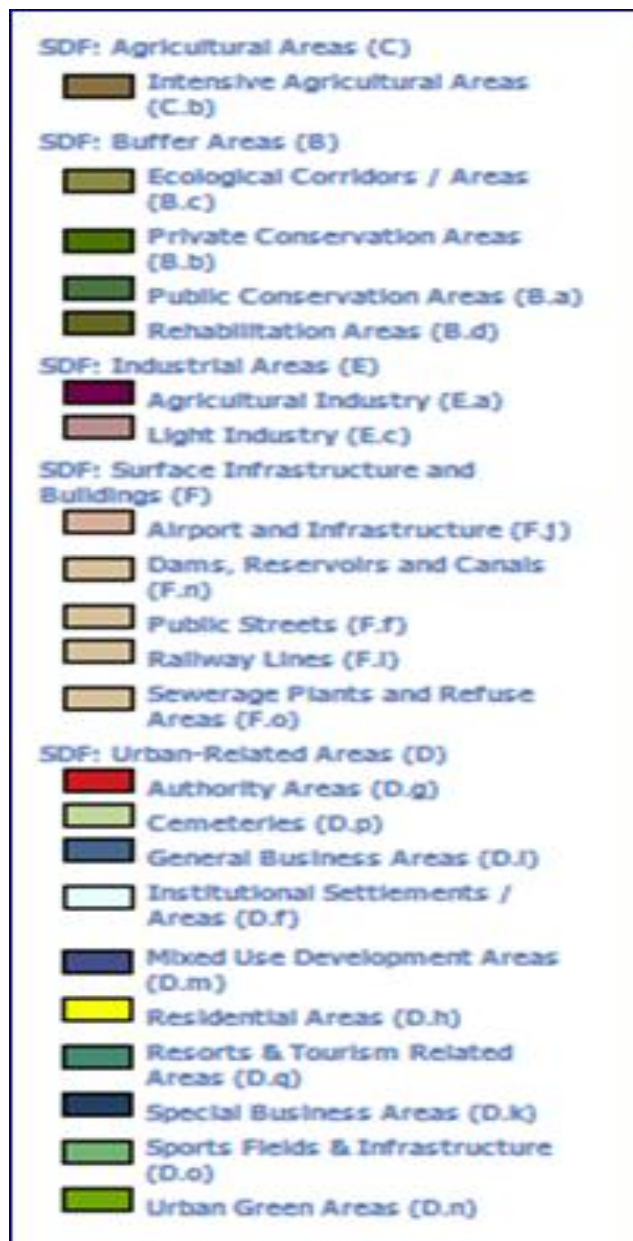 SDF: Agricultural Areas (C)
Intensive Agricultural Areas
(C.b)
SDF: Buffer Areas (B)
Ecological Corridors / Areas
(B.c)
Private Conservation Areas
(B.b)
Public Conservation Areas (B.a)
Rehabilitation Areas (B.d)
SDF: Industrial Areas (E)
Agricultural Industry (E.a)
Light Industry (E.c)
SDF: Surface Infrastructure and
Buildings (F)
Airport and Infrastructure (F.j)
Dams, Reservoirs and Canals
(F.n)
Public Streets (F.f)
Railway Lines (F.i)
Sewerage Plants and Refuse
Areas (F.o)
SDF: Urban-Related Areas (D)
Authority Areas (D.g)
Cemeteries (D.p)
General Business Areas (D.l)
Institutional Settlements /
Areas (D.f)
Mixed Use Development Areas
(D.m)
Residential Areas (D.h)
Resorts & Tourism Related
Areas (D.q)
Special Business Areas (D.k)
Sports Fields & Infrastructure
(D.o)
Urban Green Areas (D.n)